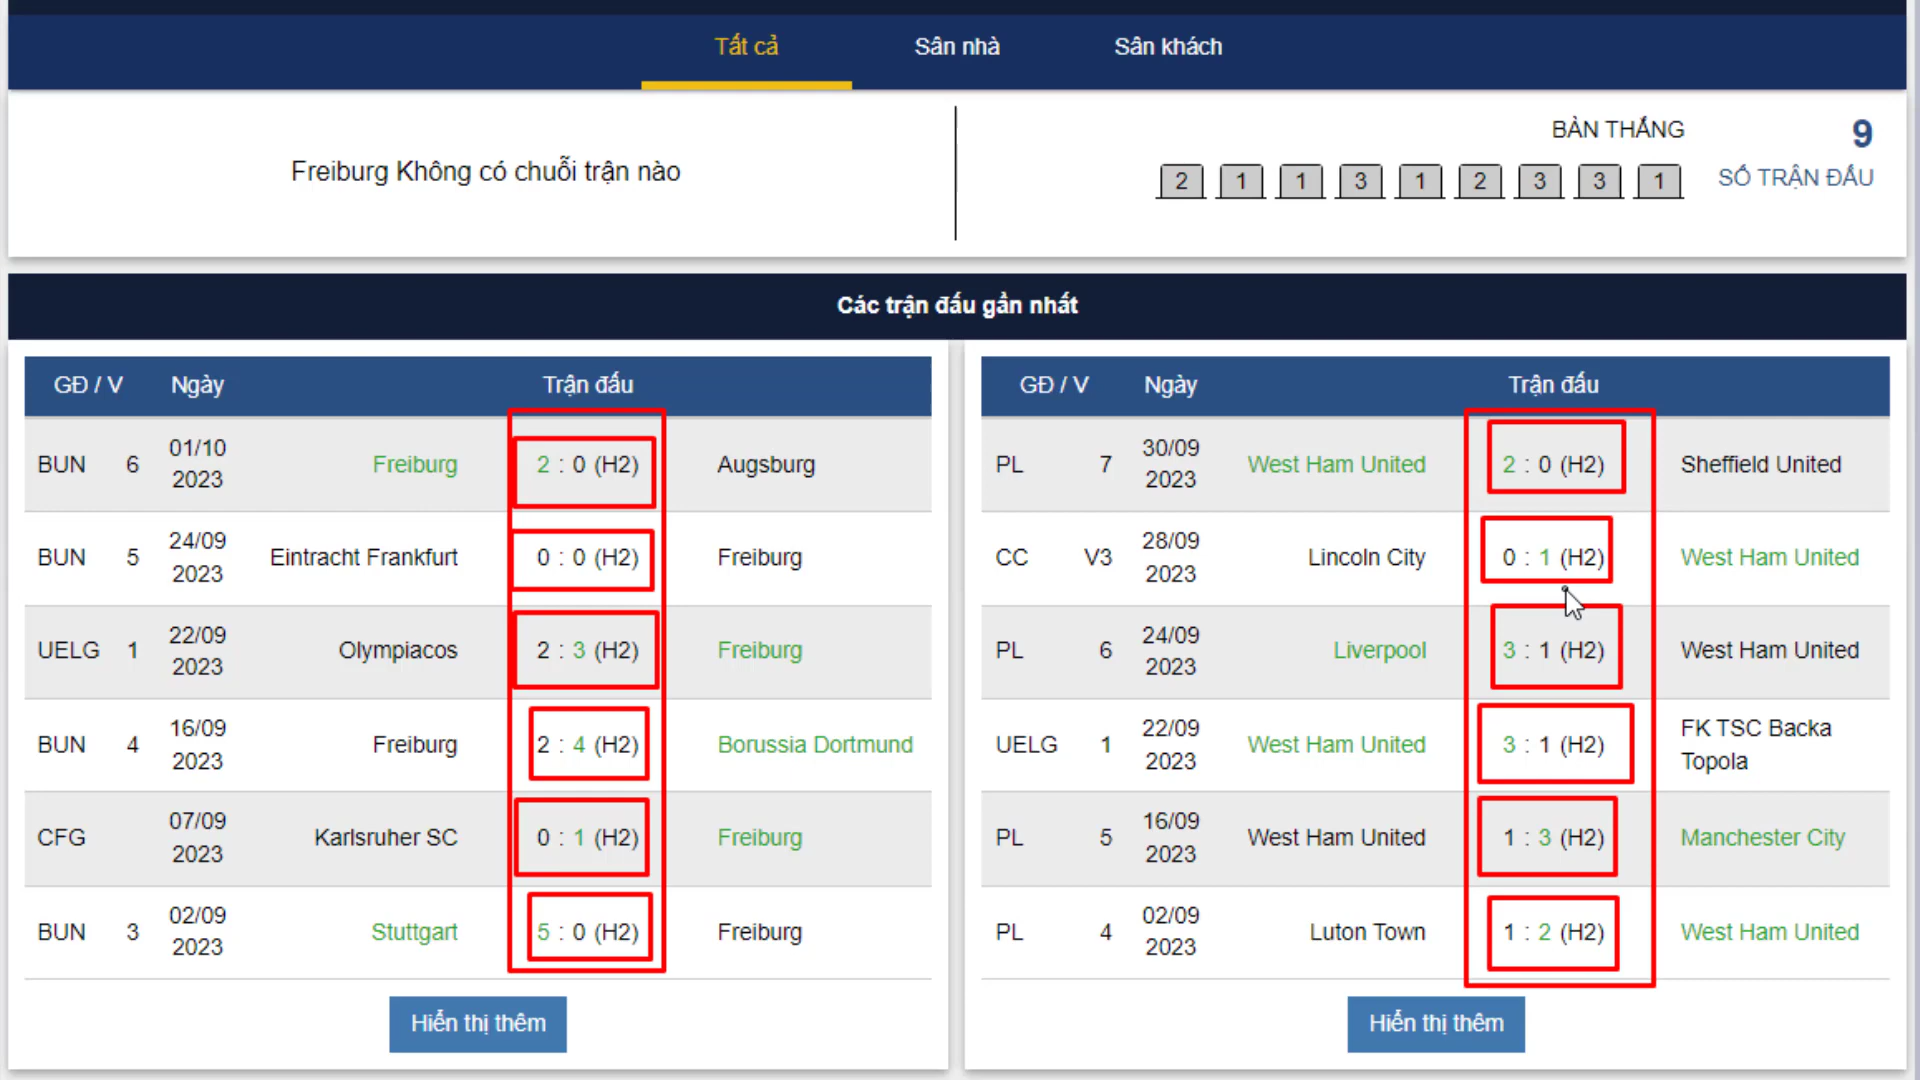 Tất cả Sân nhà Sân khách
Freiburg Không có chuỗi trận nào
BÀN THẮNG 9
2 1 1 3 1 2 3 3 1 SỐ TRẬN ĐẤU
Các trận đấu gần nhất
GĐ / V Ngày Trận đấu
BUN 6 01/10 2023 Freiburg 2 : 0 (H2) Augsburg
BUN 5 24/09 2023 Eintracht Frankfurt 0 : 0 (H2) Freiburg
UELG 1 22/09 2023 Olympiacos 2 : 3 (H2) Freiburg
BUN 4 16/09 2023 Freiburg 2 : 4 (H2) Borussia Dortmund
CFG 07/09 2023 Karlsruher SC 0 : 1 (H2) Freiburg
BUN 3 02/09 2023 Stuttgart 5 : 0 (H2) Freiburg
Hiển thị thêm
GĐ / V Ngày Trận đấu
PL 7 30/09 2023 West Ham United 2 : 0 (H2) Sheffield United
CC V3 28/09 2023 Lincoln City 0 : 1 (H2) West Ham United
PL 6 24/09 2023 Liverpool 3 : 1 (H2) West Ham United
UELG 1 22/09 2023 West Ham United 3 : 1 (H2) FK TSC Backa Topola
PL 5 16/09 2023 West Ham United 1 : 3 (H2) Manchester City
PL 4 02/09 2023 Luton Town 1 : 2 (H2) West Ham United
Hiển thị thêm